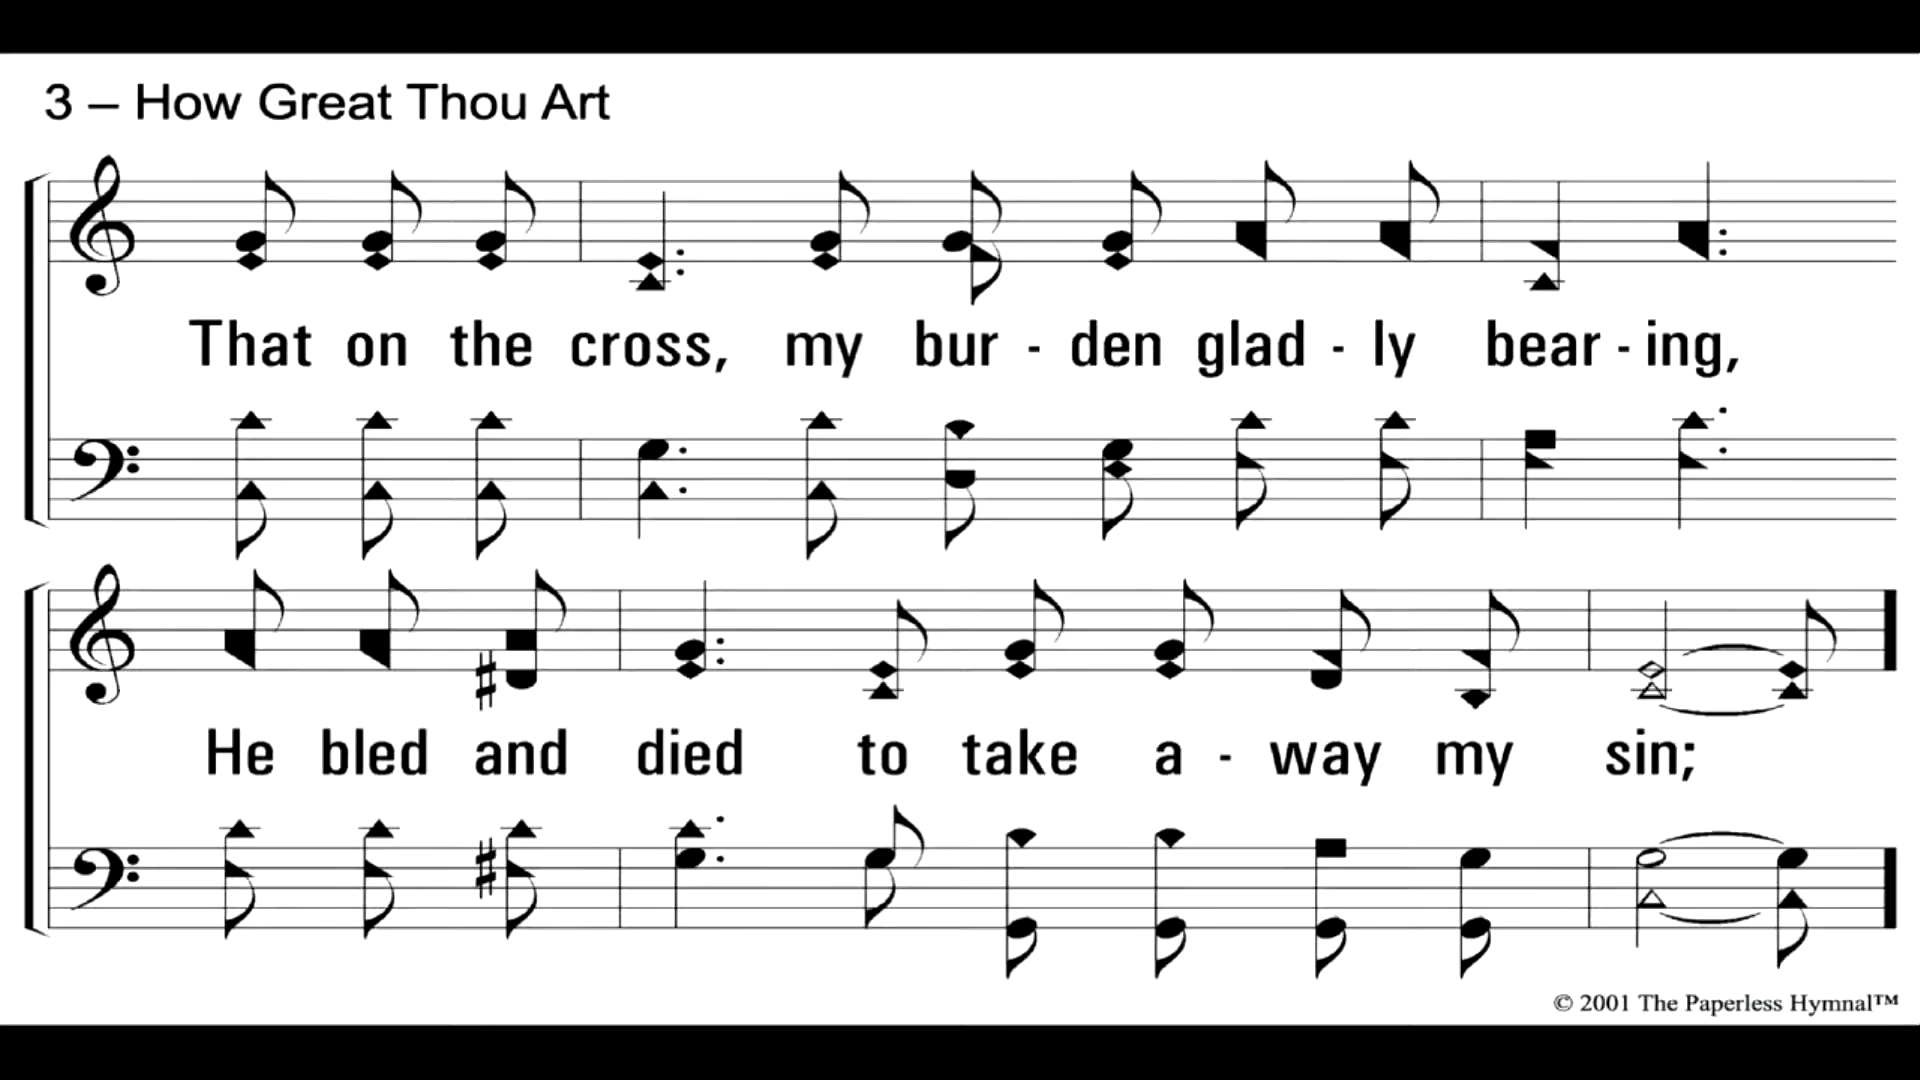 3 – How Great Thou Art
That on the cross, my bur - den glad - ly bear - ing,
He bled and died to take a - way my sin;
© 2001 The Paperless Hymnal™